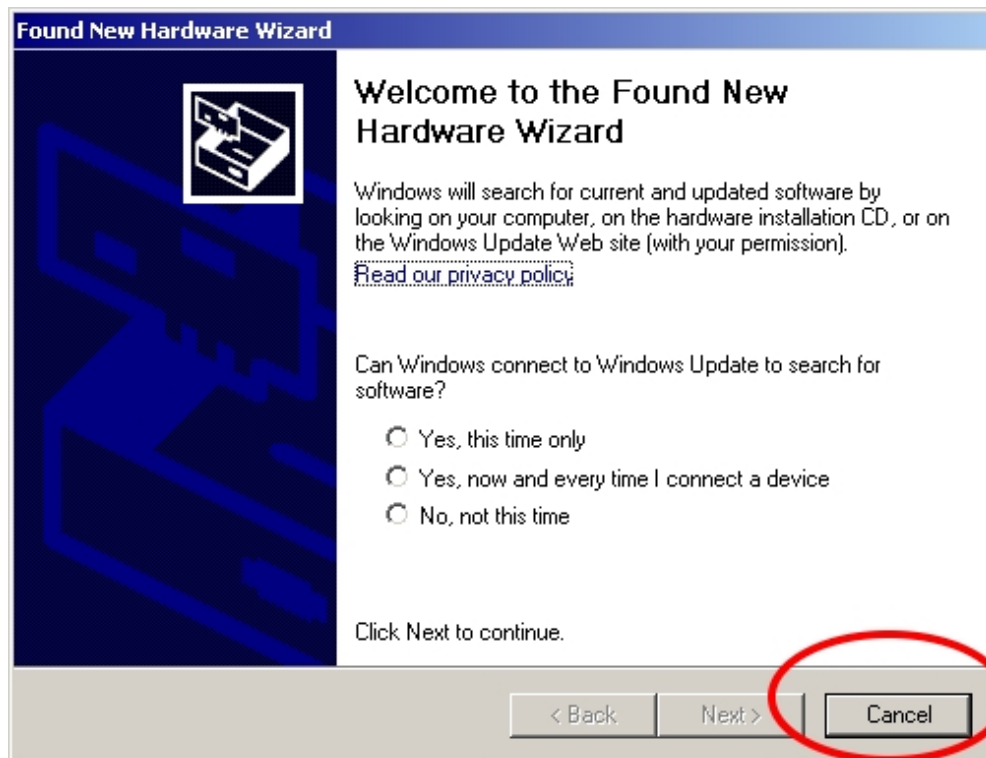 Found New Hardware Wizard
Welcome to the Found New
Hardware Wizard
Windows will search for current and updated software by
looking on your computer, on the hardware installation CD, or on
the Windows Update Web site (with your permission).
Read our privacy policy
Can Windows connect to Windows Update to search for
software?
Yes, this time only
Yes, now and every time I connect a device
No, not this time
Click Next to continue.
< Back Next > Cancel